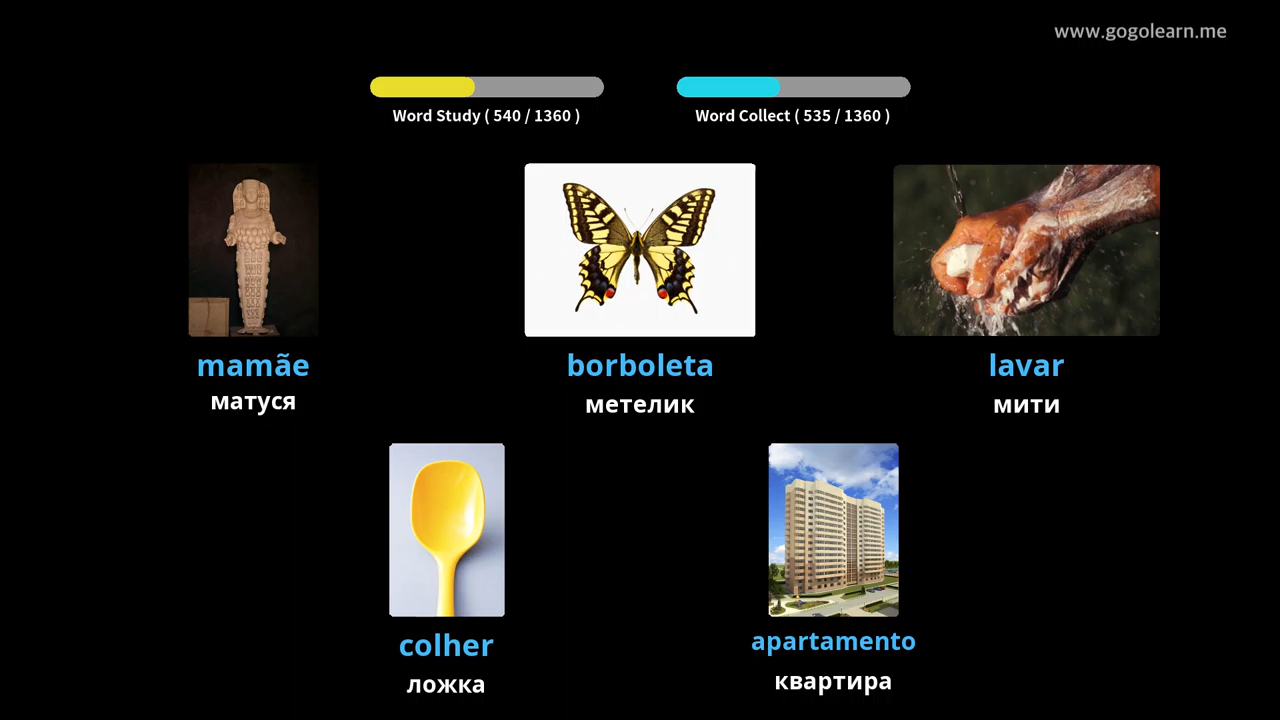 www.gogolearn.me
Word Study ( 540 / 1360 )
Word Collect ( 535 / 1360 )
mamãe
матуся
borboleta
метелик
lavar
мити
colher
ложка
apartamento
квартира